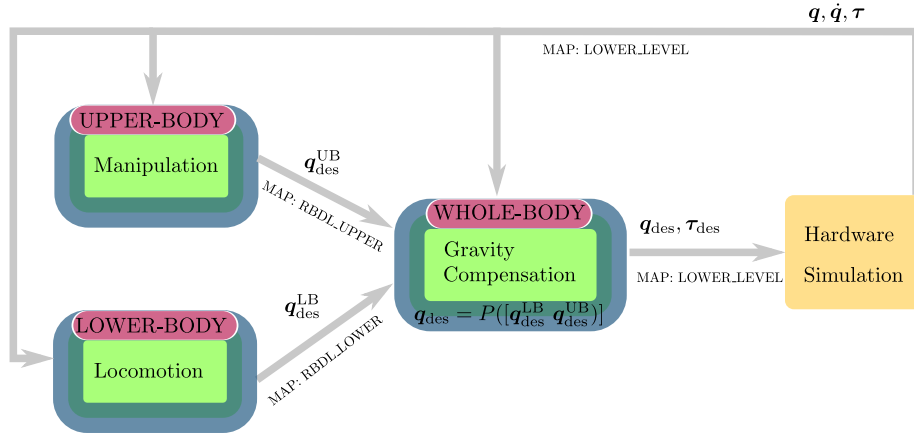 q, q̇, τ
MAP: LOWER_LEVEL
UPPER-BODY
Manipulation
q_des^UB
MAP: RBDL_UPPER
WHOLE-BODY
Gravity
Compensation
q_des = P([q_des^LB q_des^UB)]
q_des, τ_des
MAP: LOWER_LEVEL
Hardware
Simulation
LOWER-BODY
Locomotion
q_des^LB
MAP: RBDL_LOWER